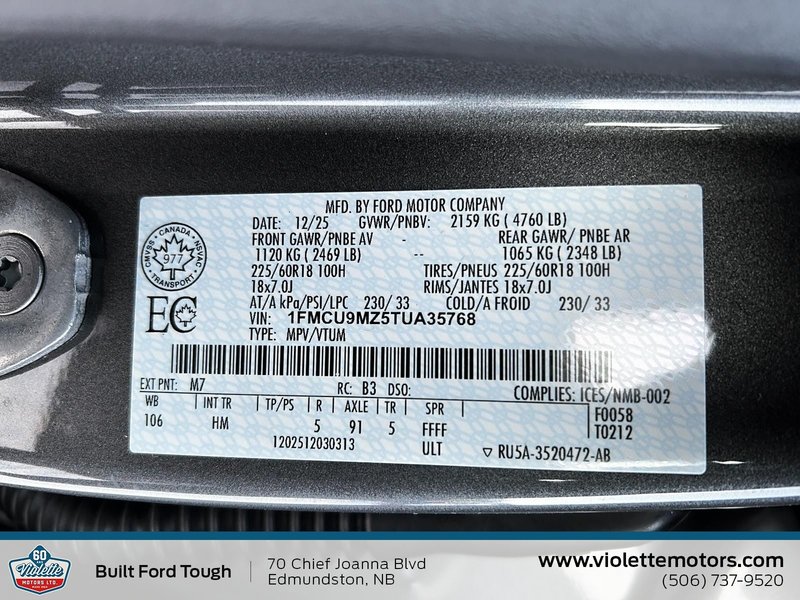 MFD. BY FORD MOTOR COMPANY
DATE: 12/25 GVWR/PNBV: 2159 KG ( 4760 LB)
FRONT GAWR/PNBE AV - REAR GAWR/ PNBE AR
1120 KG ( 2469 LB) -- 1065 KG ( 2348 LB)
225/60R18 100H TIRES/PNEUS 225/60R18 100H
18x7.0J RIMS/JANTES 18x7.0J
AT/A kPa/PSI/LPC 230/ 33 COLD/A FROID 230/ 33
VIN: 1FMCU9MZ5TUA35768
TYPE: MPV/VTUM
CMVSS · CANADA · NSVAC
977
TRANSPORT
EC
EXT PNT: M7 RC: B3 DSO: COMPLIES: ICES/NMB-002
WB INT TR TP/PS R AXLE TR SPR F0058
106 HM 5 91 5 FFFF T0212
1202512030313 ULT ▽ RU5A-3520472-AB
60
Violette
MOTORS LTD.
Built Ford Tough
70 Chief Joanna Blvd
Edmundston, NB
www.violettemotors.com
(506) 737-9520